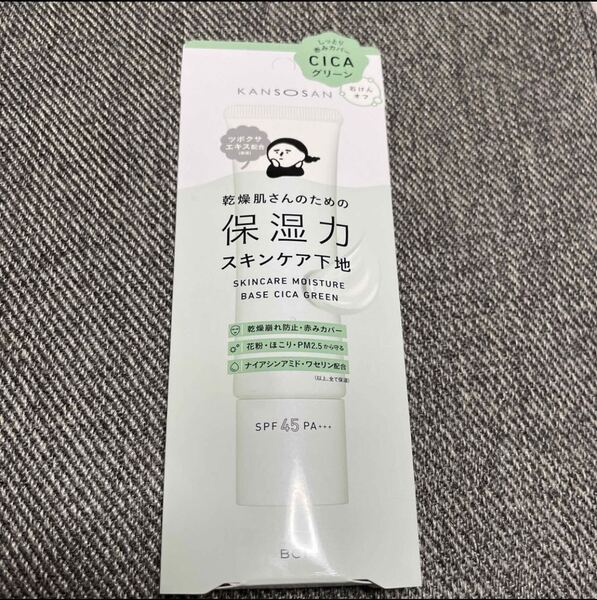 しっとり
赤みカバー
CICA
グリーン
石けん
オフ
KANSOSAN
ツボクサ
エキス配合
(保湿)
乾燥肌さんのための
保湿力
スキンケア下地
SKINCARE MOISTURE
BASE CICA GREEN
乾燥崩れ防止・赤みカバー
花粉・ほこり・PM2.5から守る
ナイアシンアミド・ワセリン配合
(以上、全て保湿)
SPF 45 PA+++